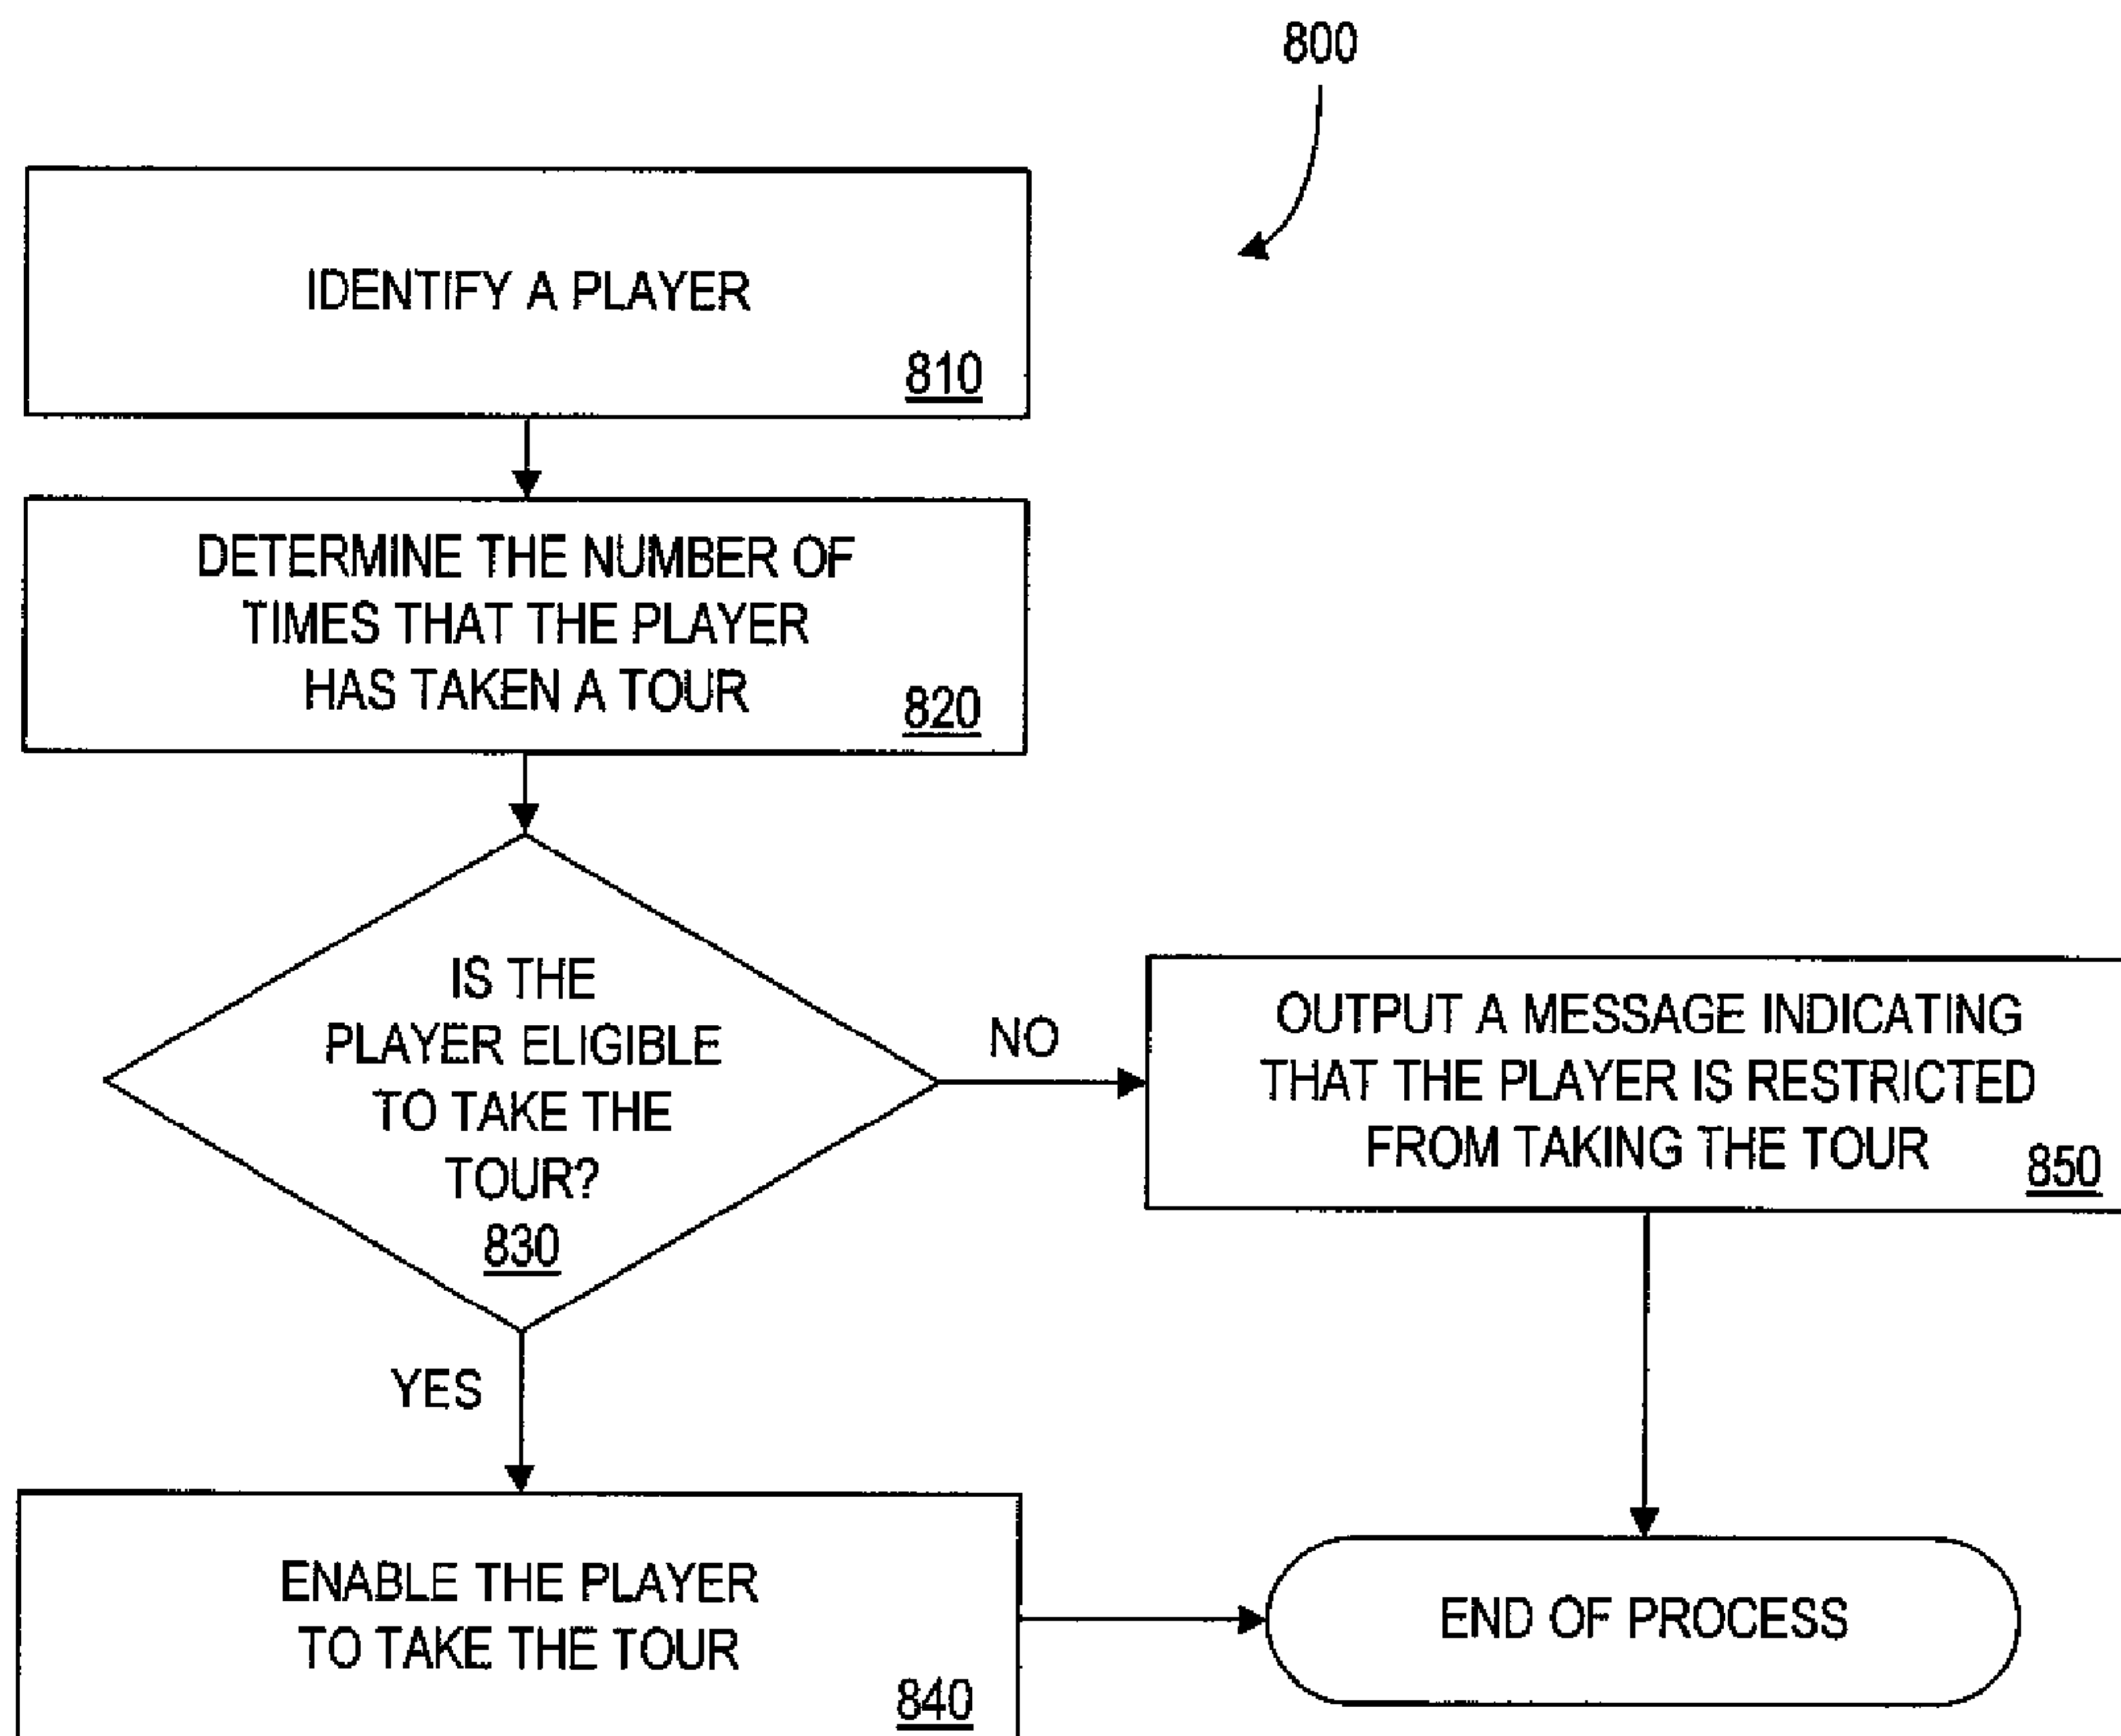 800
IDENTIFY A PLAYER
810
DETERMINE THE NUMBER OF
TIMES THAT THE PLAYER
HAS TAKEN A TOUR
820
IS THE
PLAYER ELIGIBLE
TO TAKE THE
TOUR?
830
NO
OUTPUT A MESSAGE INDICATING
THAT THE PLAYER IS RESTRICTED
FROM TAKING THE TOUR
850
YES
ENABLE THE PLAYER
TO TAKE THE TOUR
840
END OF PROCESS